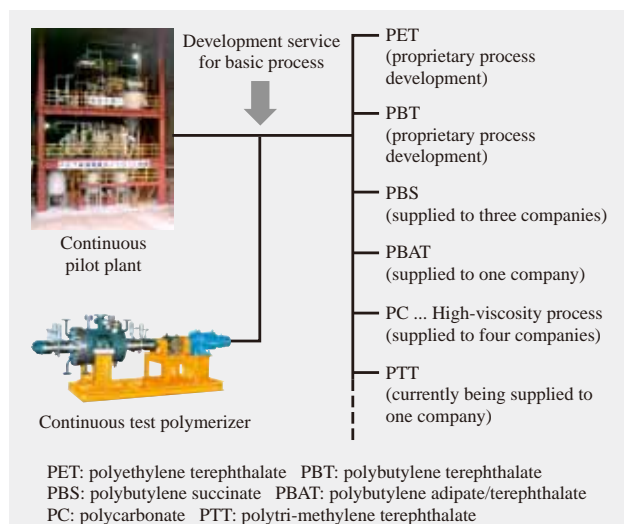 Development service
for basic process
Continuous
pilot plant
Continuous test polymerizer
PET
(proprietary process
development)
PBT
(proprietary process
development)
PBS
(supplied to three companies)
PBAT
(supplied to one company)
PC ... High-viscosity process
(supplied to four companies)
PTT
(currently being supplied to
one company)
PET: polyethylene terephthalate PBT: polybutylene terephthalate
PBS: polybutylene succinate PBAT: polybutylene adipate/terephthalate
PC: polycarbonate PTT: polytri-methylene terephthalate